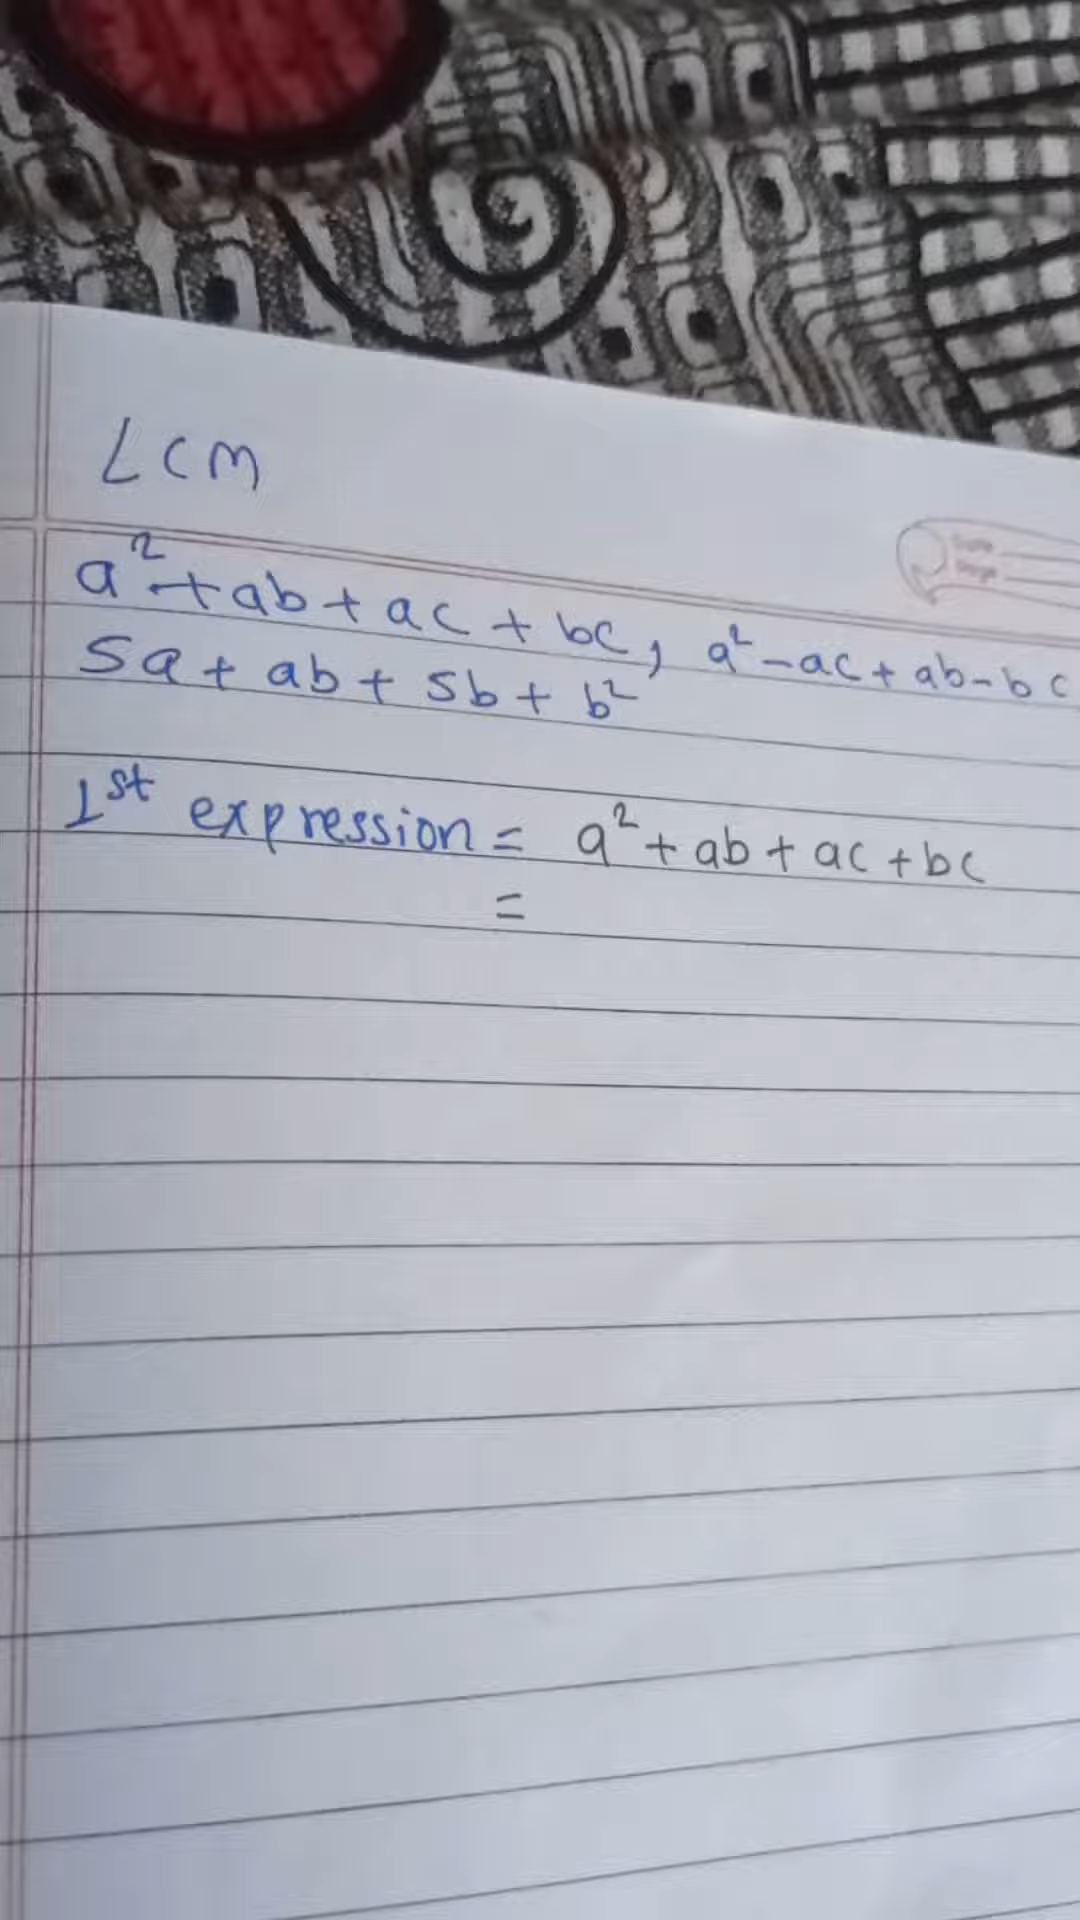 LCM
a²+ab+ac+bc, a²-ac+ab-bc
5a+ab+5b+b²
1st expression = a²+ab+ac+bc
=